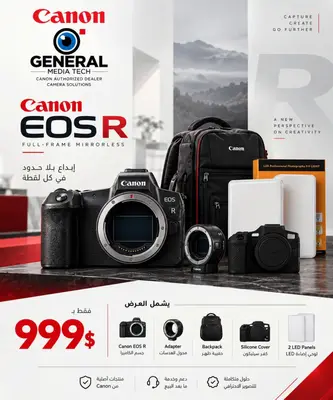 Canon
GENERAL
MEDIA TECH
CANON AUTHORIZED DEALER
CAMERA SOLUTIONS
CAPTURE
CREATE
GO FURTHER
Canon
EOS R
FULL-FRAME MIRRORLESS
A NEW
PERSPECTIVE
ON CREATIVITY
إبداع بلا حدود
في كل لقطة
Canon
EOS
R
Canon
يشمل العرض
فقط بـ
999$
Canon EOS R
جسم الكاميرا
Adapter
محول العدسات
Backpack
حقيبة ظهر
Silicone Cover
كفر سيليكون
2 LED Panels
لوحتي إضاءة LED
منتجات أصلية
من Canon
دعم وخدمة
ما بعد البيع
حلول متكاملة
للتصوير الاحترافي